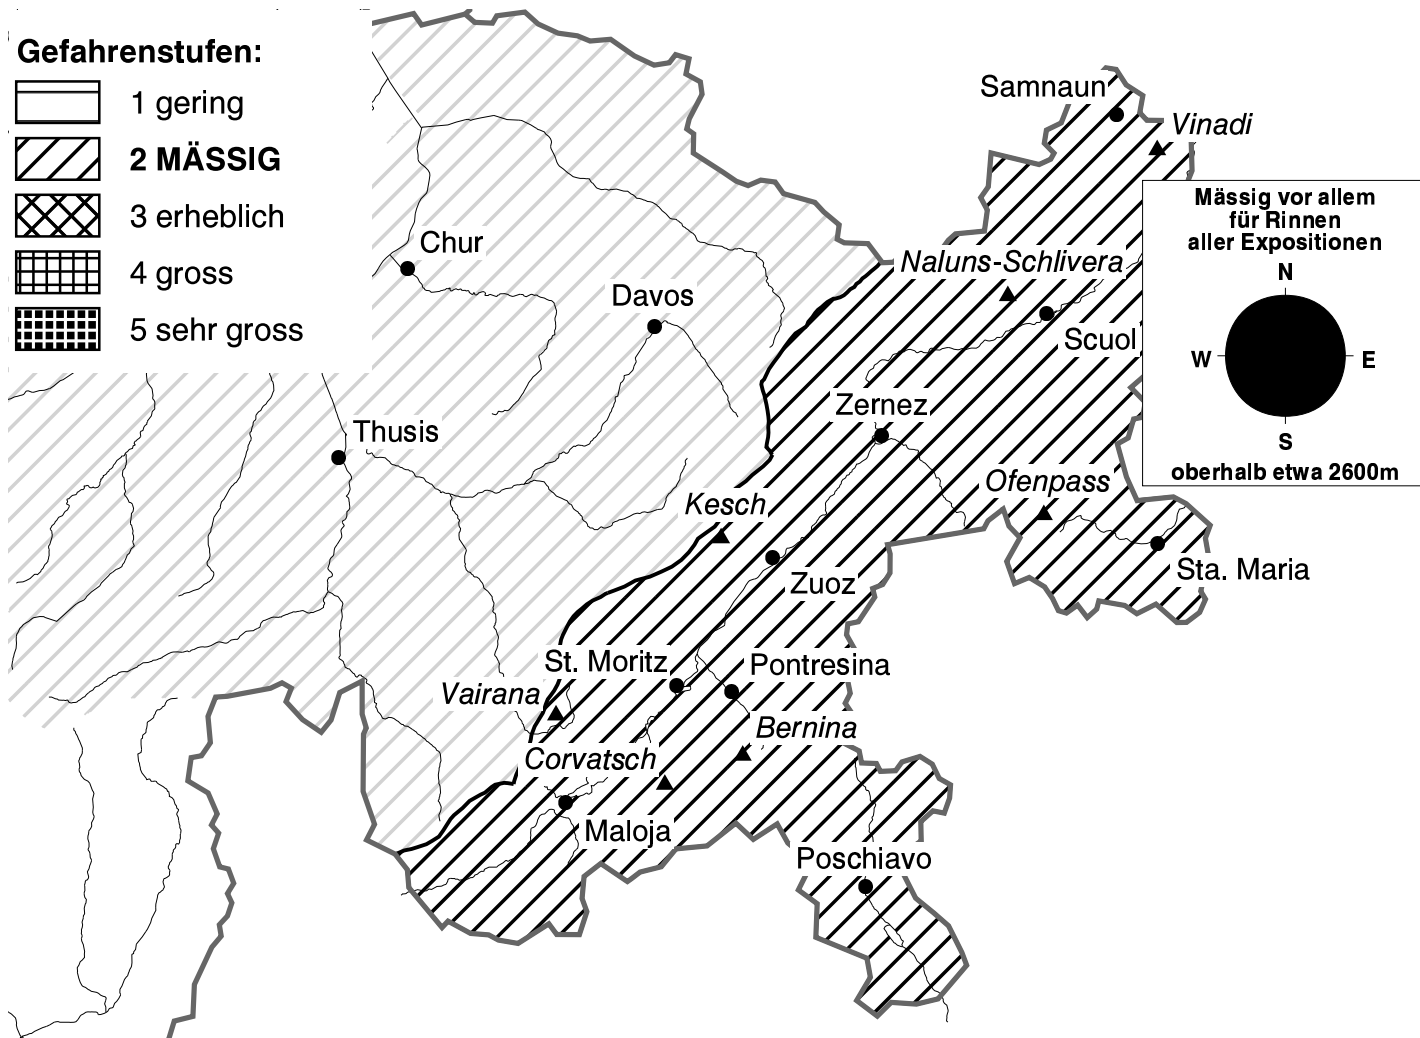 Gefahrenstufen:
1 gering
2 MÄSSIG
3 erheblich
4 gross
5 sehr gross
Samnaun
Vinadi
Mässig vor allem
für Rinnen
aller Expositionen
N
W
E
S
oberhalb etwa 2600m
Chur
Naluns-Schlivera
Davos
Scuol
Zernez
Thusis
Ofenpass
Kesch
Sta. Maria
Zuoz
St. Moritz
Pontresina
Vairana
Bernina
Corvatsch
Maloja
Poschiavo